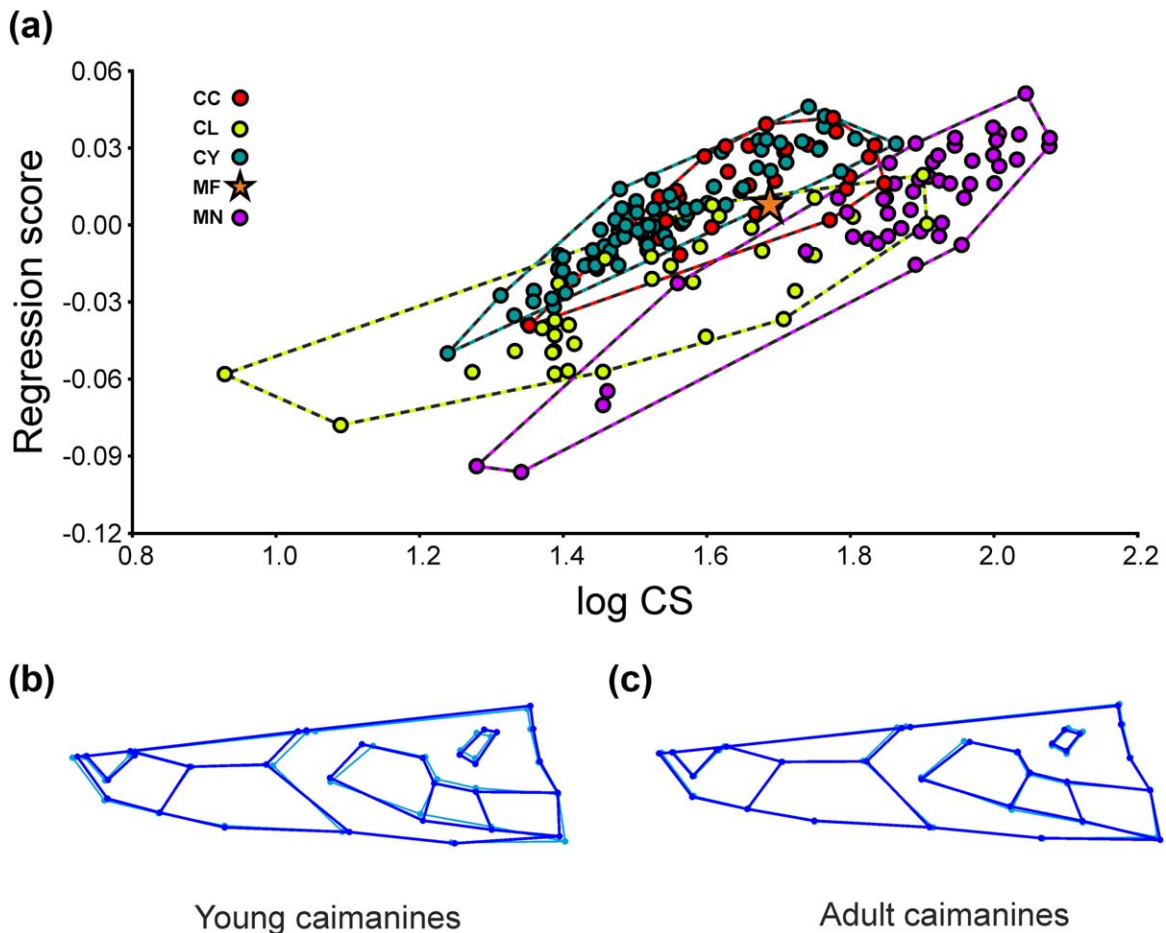 (a)
Regression score
0.06
0.03
0.00
-0.03
-0.06
-0.09
-0.12
CC
CL
CY
MF
MN
0.8 1.0 1.2 1.4 1.6 1.8 2.0 2.2
log CS
(b) (c)
Young caimanines Adult caimanines